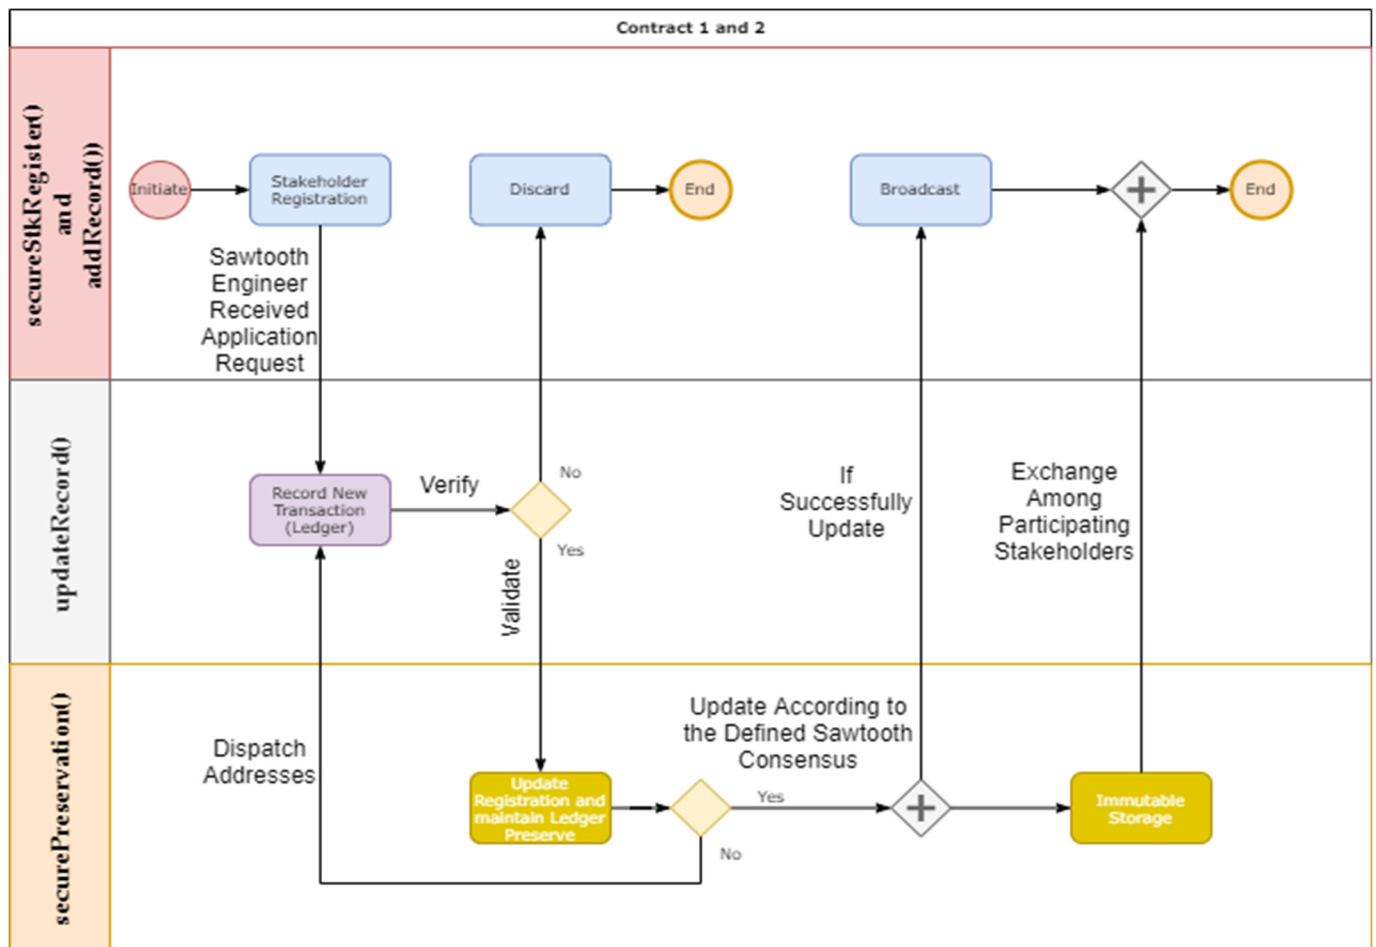 Contract 1 and 2
secureStkRegister()
and
addRecord())
Initiate
Stakeholder
Registration
Discard
End
Broadcast
End
Sawtooth
Engineer
Received
Application
Request
updateRecord()
Record New
Transaction
(Ledger)
Verify
No
Yes
Validate
If
Successfully
Update
Exchange
Among
Participating
Stakeholders
securePreservation()
Dispatch
Addresses
Update
Registration and
maintain Ledger
Preserve
Update According to
the Defined Sawtooth
Consensus
Yes
No
Immutable
Storage